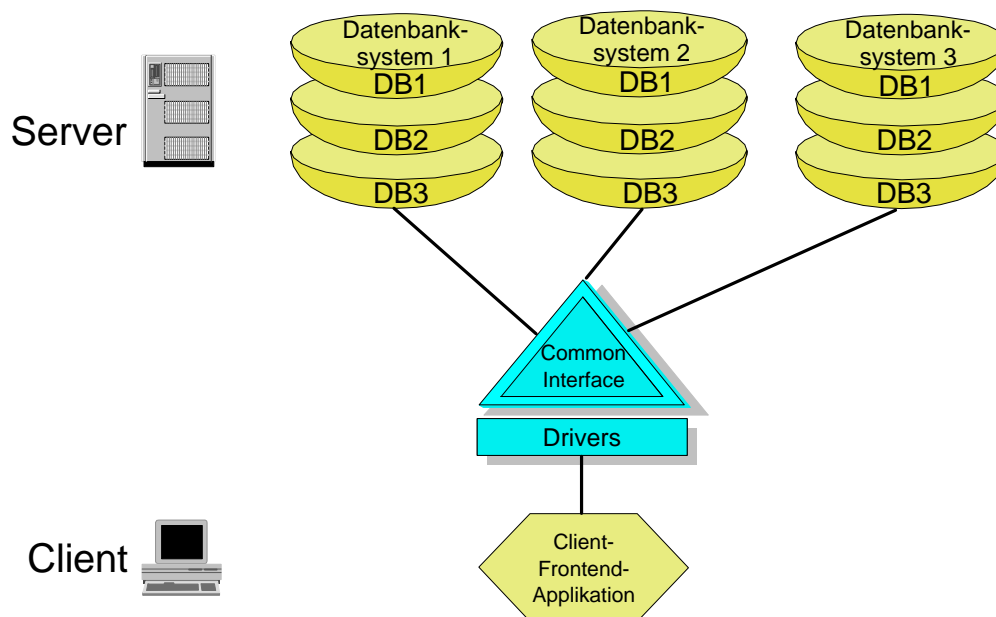 Server
Datenbank-
system 1
DB1
DB2
DB3
Datenbank-
system 2
DB1
DB2
DB3
Datenbank-
system 3
DB1
DB2
DB3
Common
Interface
Drivers
Client
Client-
Frontend-
Applikation